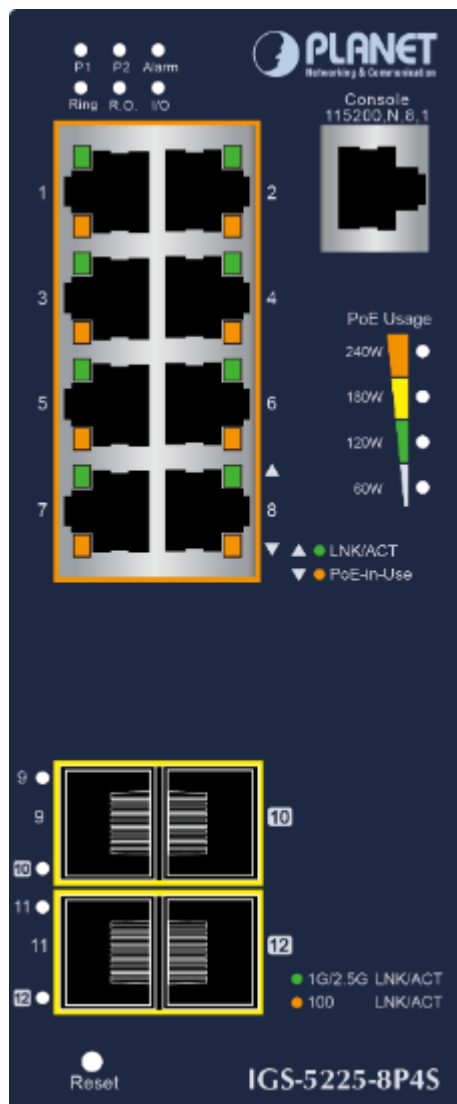 P1 P2 Alarm
Ring R.O. I/O
PLANET
Networking & Communication
Console
115200,N,8,1
1 2
3 4
5 6
7 8
PoE Usage
240W
180W
120W
60W
LNK/ACT
PoE-in-Use
9
9 10
10
11
11 12
12
1G/2.5G LNK/ACT
100 LNK/ACT
Reset
IGS-5225-8P4S